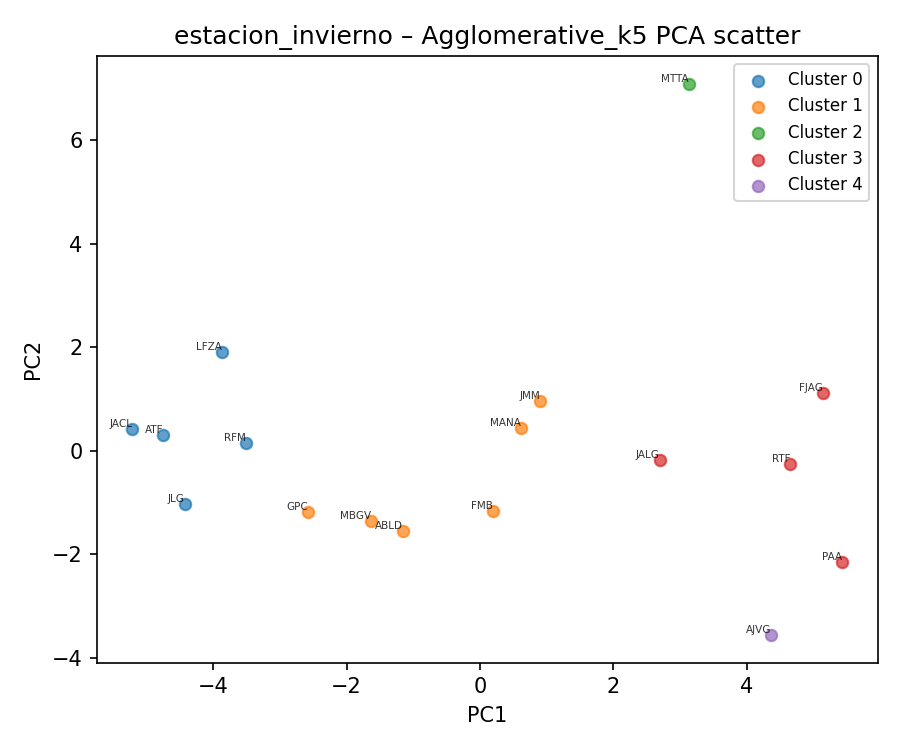 estacion_invierno – Agglomerative_k5 PCA scatter
MTTA
Cluster 0
Cluster 1
Cluster 2
Cluster 3
Cluster 4
6
4
2
0
−2
−4
PC2
LFZA
JACL
ATF
RFM
JLG
GPC
MBGV
ABLD
FMB
MANA
JMM
JALG
FJAG
RTF
PAA
AJVG
−4
−2
0
2
4
PC1